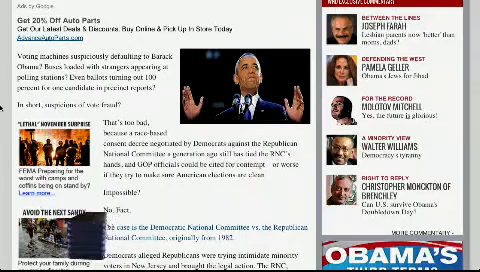 Ads by Google
Get 20% Off Auto Parts
Get Our Latest Deals & Discounts. Buy Online & Pick Up In Store Today
AdvanceAutoParts.com
Voting machines suspiciously defaulting to Barack
Obama? Boxes loaded with strangers appearing at
polling stations? Even ballots turning out 100
percent for one candidate in precinct reports?
In short, suspicions of vote fraud?
"LETHAL" NOVEMBER SURPRISE
FEMA Preparing for the
worst with camps and
coffins being on stand by?
Learn more...
AVOID THE NEXT SANDY
Protect your family during
That's too bad,
because a race-based
consent decree negotiated by Democrats against the Republican
National Committee a generation ago still has tied the RNC's
hands, and GOP officials could be cited for contempt – or worse
if they try to make sure American elections are clean
Impossible?
No. Fact.
case is the Democratic National Committee vs. the Republican
National Committee, originally from 1982.
Democrats alleged Republicans were trying intimidate minority
voters in New Jersey and brought the legal action. The RNC,
WND EXCLUSIVE COMMENTARY
BETWEEN THE LINES
JOSEPH FARAH
Lesbian parents now 'better' than
moms, dads?
DEFENDING THE WEST
PAMELA GELLER
Obama's Jews for Jihad
FOR THE RECORD
MOLOTOV MITCHELL
Yes, the future is glorious!
A MINORITY VIEW
WALTER WILLIAMS
Democracy's tyranny
RIGHT TO REPLY
CHRISTOPHER MONCKTON OF
BRENCHLEY
Can U.S. survive Obama's
Doubledown Day!
MORE COMMENTARY -
OBAMA'S
THIRD TERM?